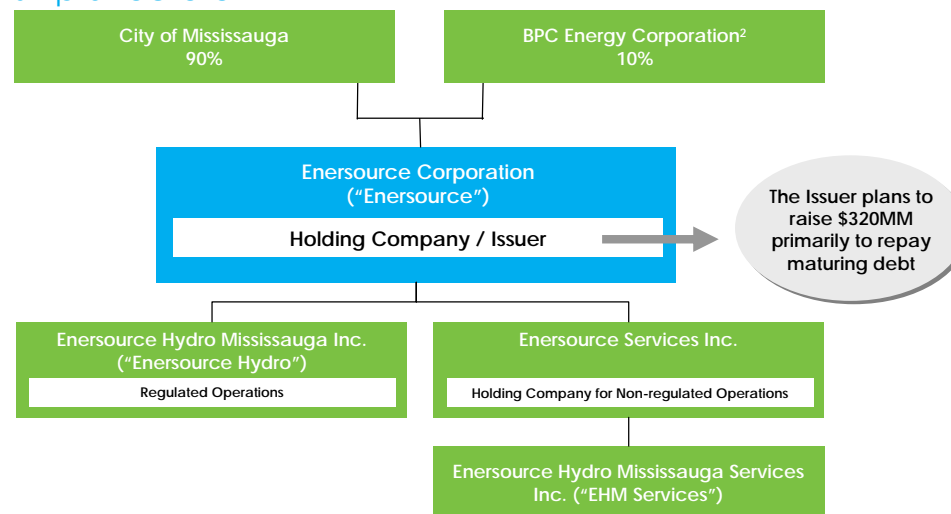 City of Mississauga
90%
BPC Energy Corporation²
10%
Enersource Corporation
("Enersource")
Holding Company / Issuer
The Issuer plans to
raise $320MM
primarily to repay
maturing debt
Enersource Hydro Mississauga Inc.
("Enersource Hydro")
Regulated Operations
Enersource Services Inc.
Holding Company for Non-regulated Operations
Enersource Hydro Mississauga Services
Inc. ("EHM Services")